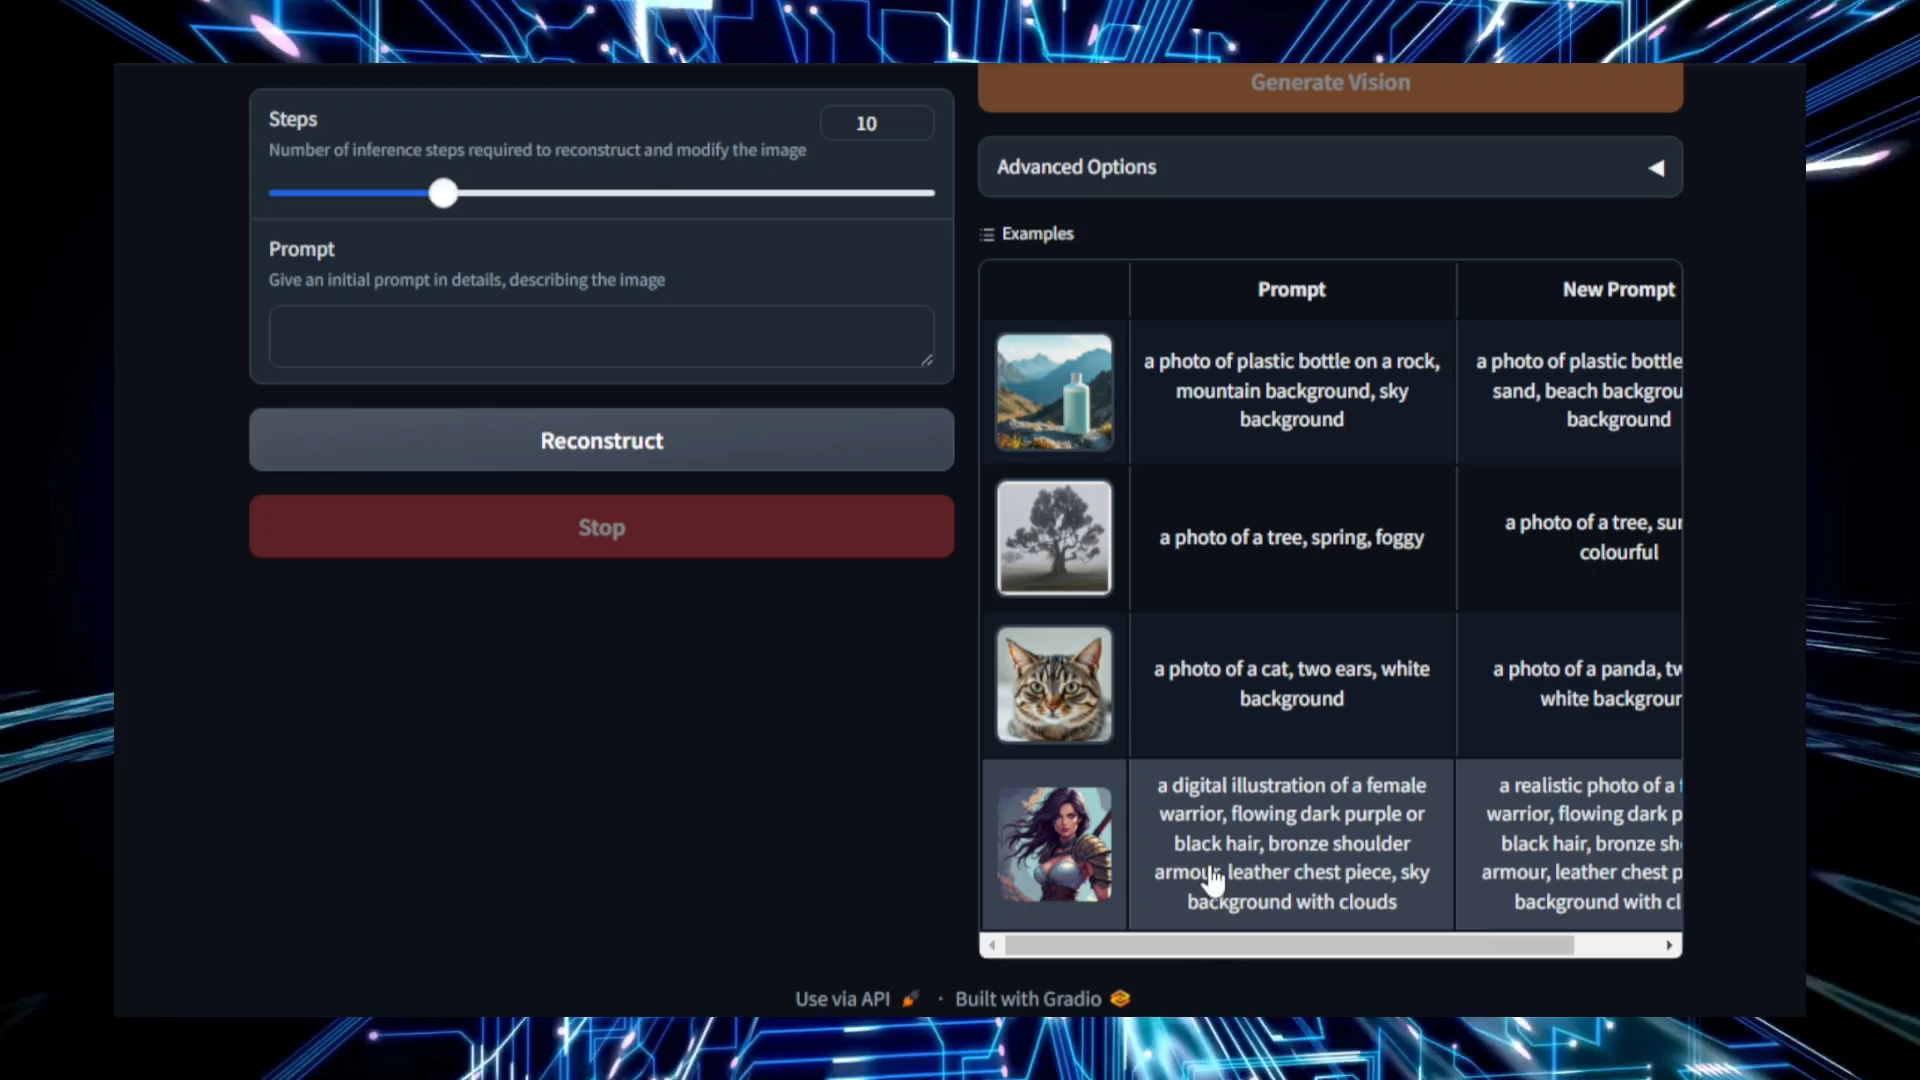 Steps
10
Number of inference steps required to reconstruct and modify the image
Prompt
Give an initial prompt in details, describing the image
Reconstruct
Stop
Generate Vision
Advanced Options
Examples
Prompt
New Prompt
a photo of plastic bottle on a rock,
mountain background, sky
background
a photo of plastic bottle
sand, beach backgrou
background
a photo of a tree, spring, foggy
a photo of a tree, su
colourful
a photo of a cat, two ears, white
background
a photo of a panda, tw
white backgrour
a digital illustration of a female
warrior, flowing dark purple or
black hair, bronze shoulder
armour, leather chest piece, sky
background with clouds
a realistic photo of a
warrior, flowing dark p
black hair, bronze sh
armour, leather chest p
background with cl
Use via API · Built with Gradio